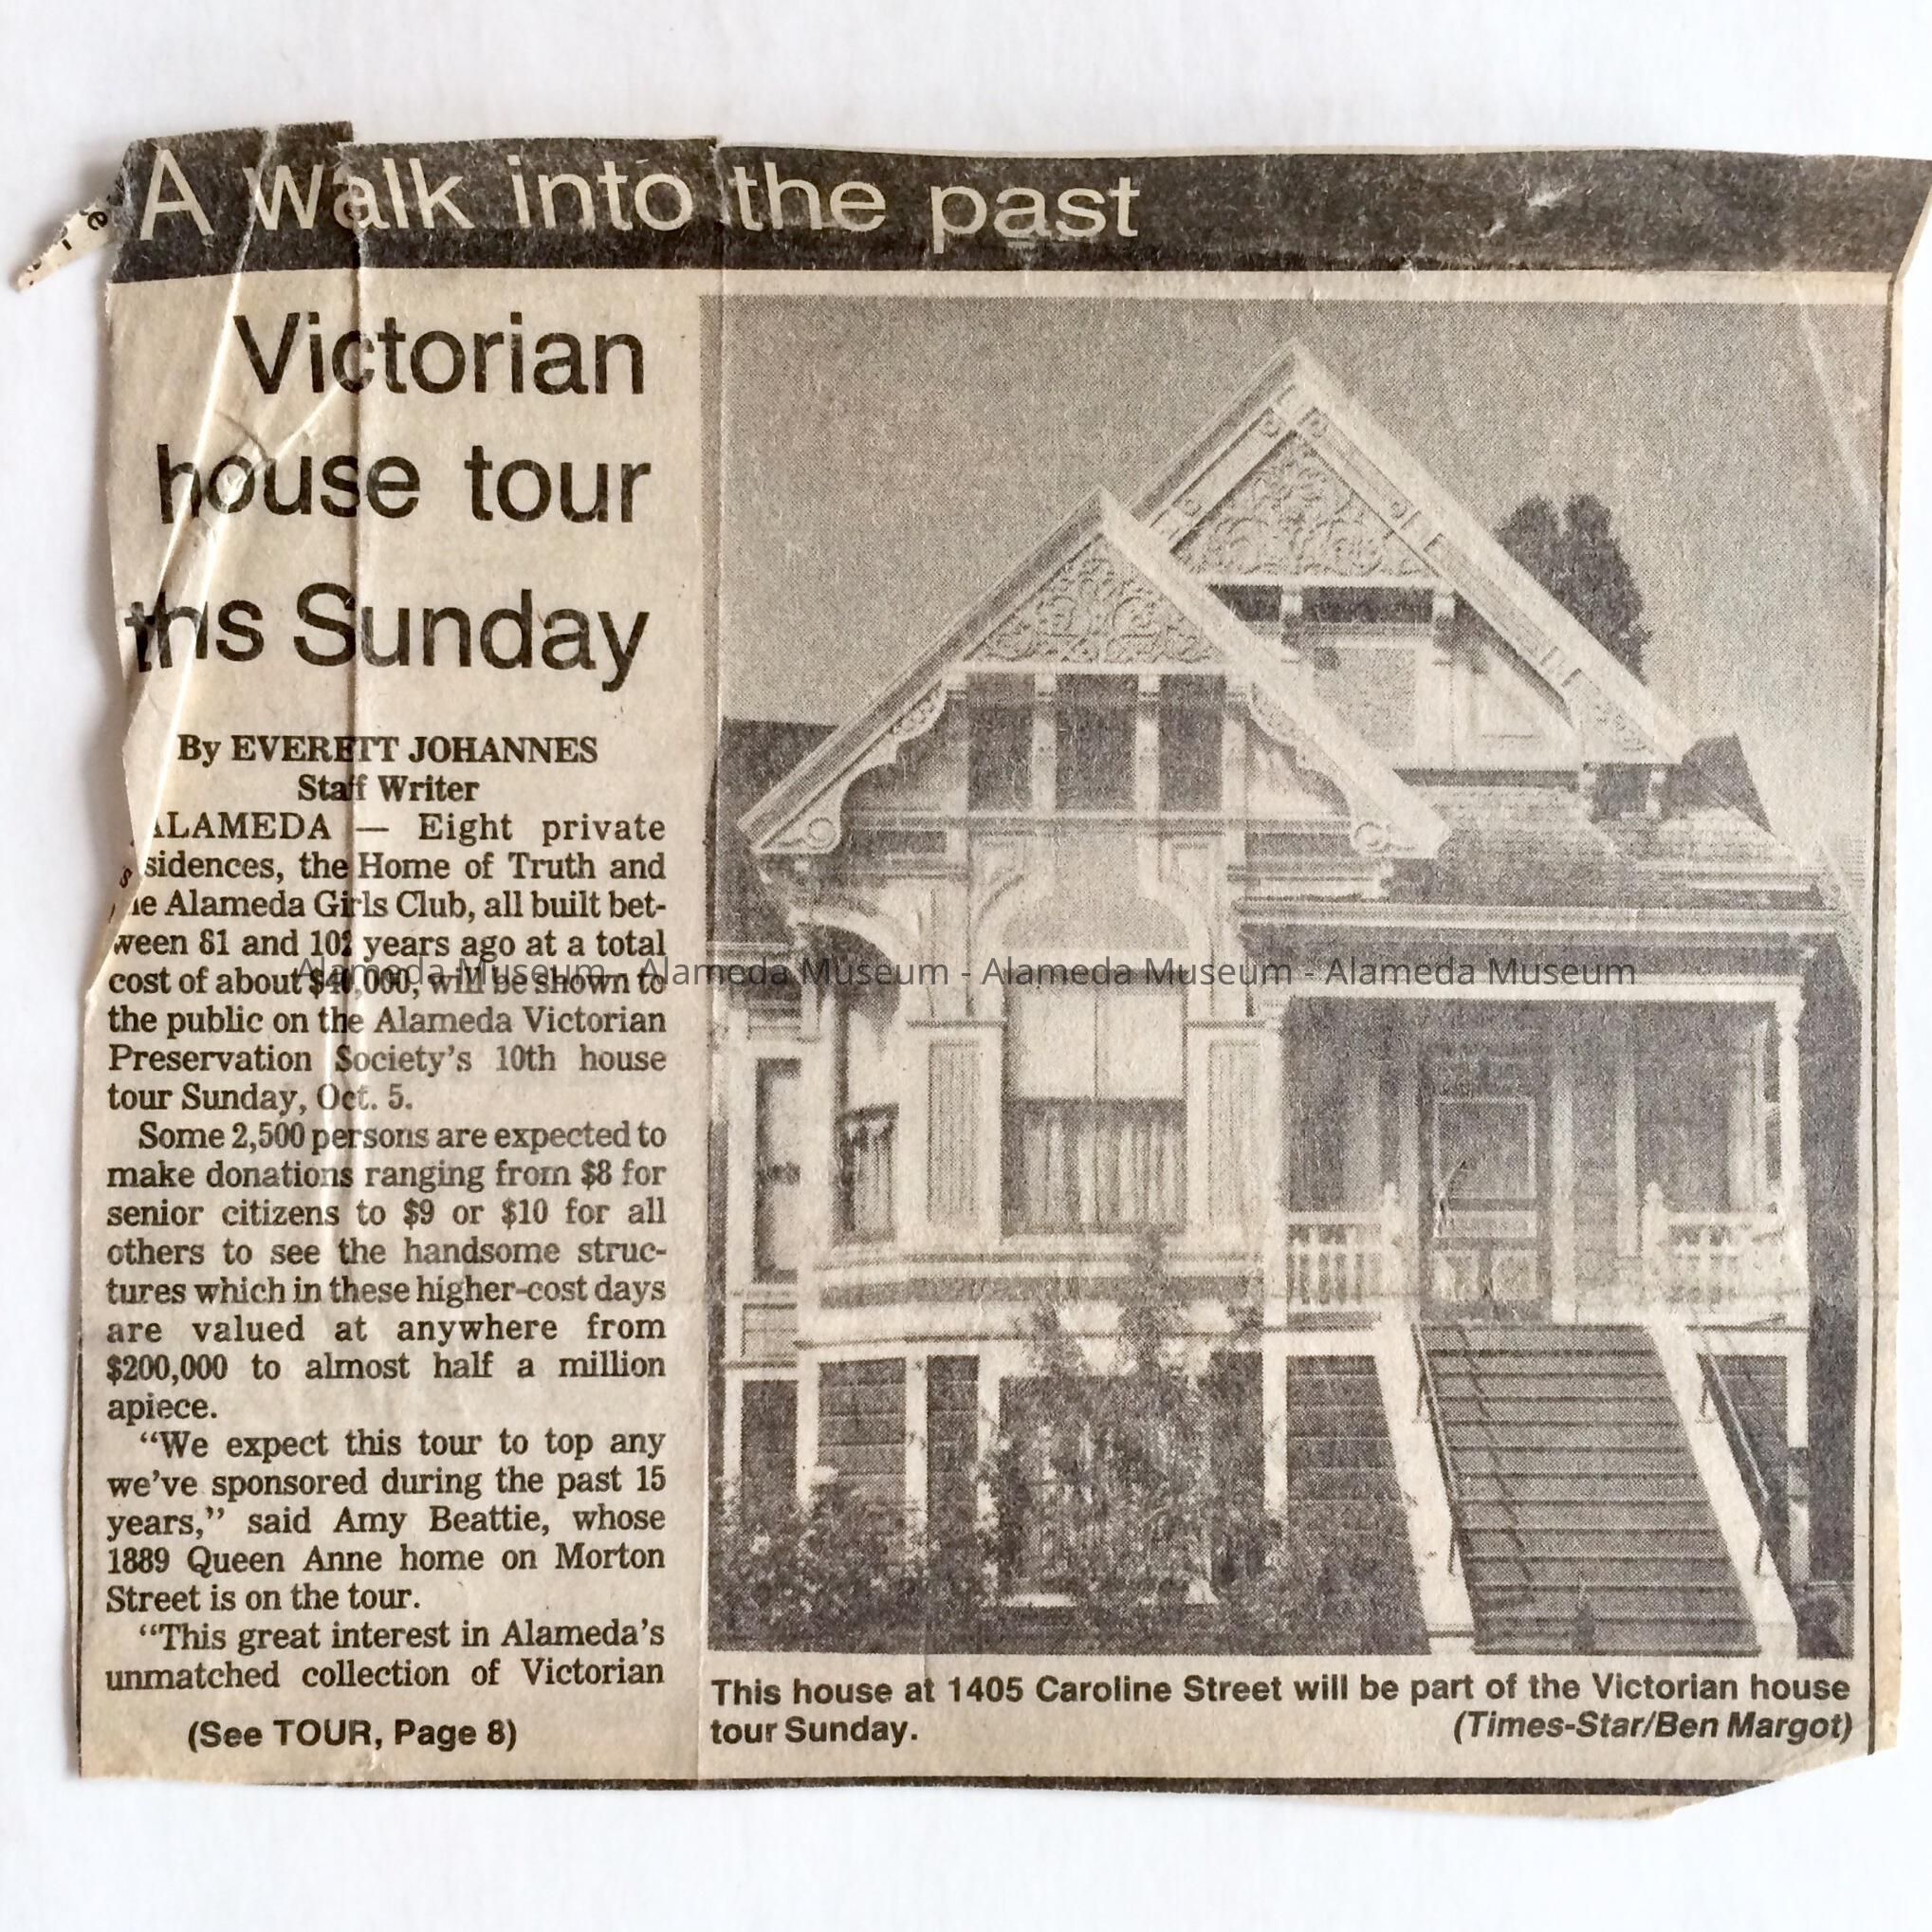 A walk into the past
Victorian
house tour
this Sunday
By EVERETT JOHANNES
Staff Writer
ALAMEDA — Eight private
sidences, the Home of Truth and
Alameda Girls Club, all built bet-
ween 81 and 102 years ago at a total
cost of about $40,000, will be shown to
the public on the Alameda Victorian
Preservation Society's 10th house
tour Sunday, Oct. 5.
Some 2,500 persons are expected to
make donations ranging from $8 for
senior citizens to $9 or $10 for all
others to see the handsome struc-
tures which in these higher-cost days
are valued at anywhere from
$200,000 to almost half a million
apiece.
“We expect this tour to top any
we've sponsored during the past 15
years,” said Amy Beattie, whose
1889 Queen Anne home on Morton
Street is on the tour.
“This great interest in Alameda's
unmatched collection of Victorian
(See TOUR, Page 8)
This house at 1405 Caroline Street will be part of the Victorian house
tour Sunday. (Times-Star/Ben Margot)
Alameda Museum - Alameda Museum - Alameda Museum - Alameda Museum